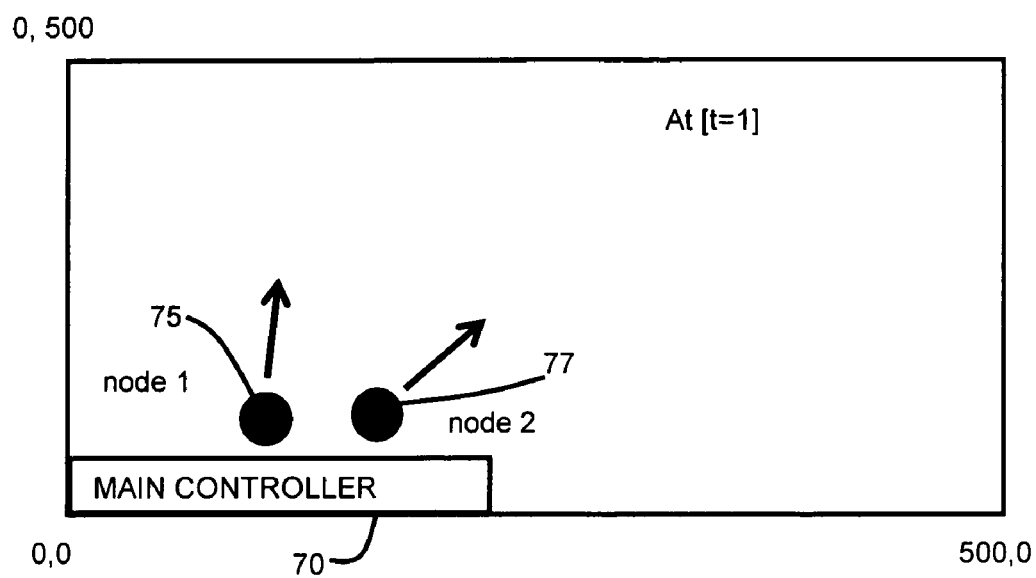 0, 500
At [t=1]
75
77
node 1
node 2
MAIN CONTROLLER
0,0
70
500,0